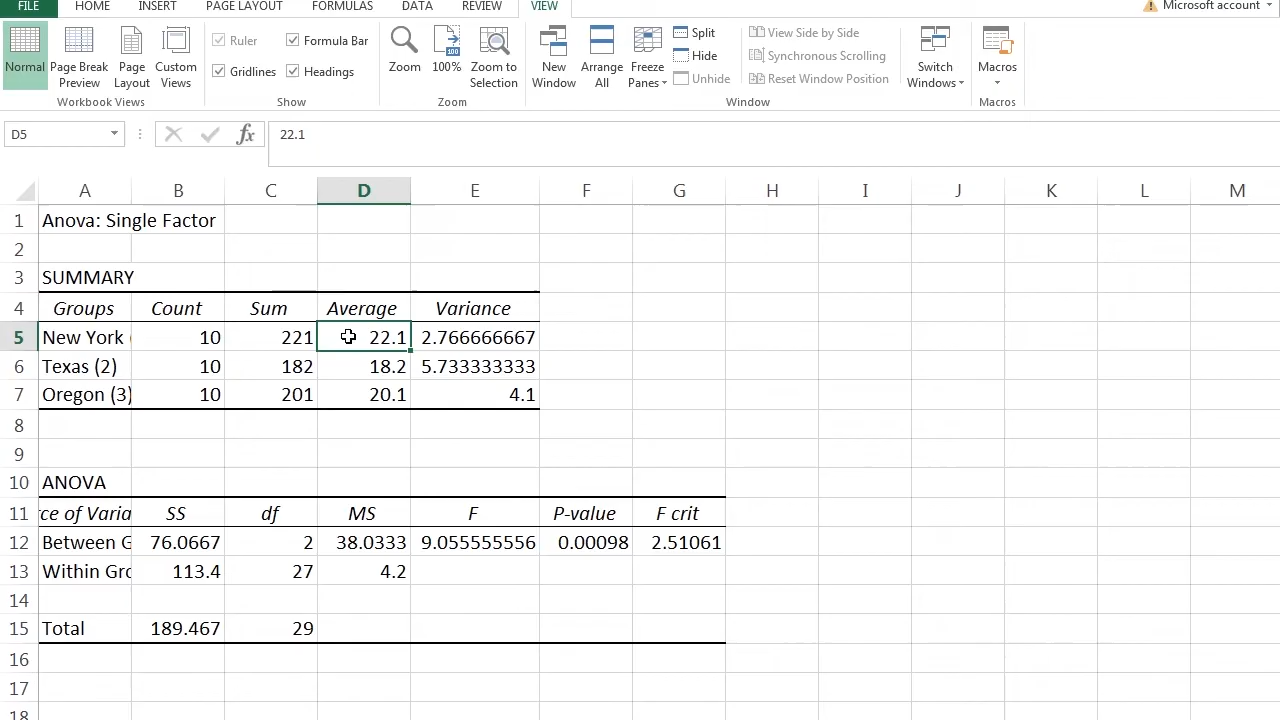 FILE HOME INSERT PAGE LAYOUT FORMULAS DATA REVIEW VIEW Microsoft account
Normal Page Break Preview Page Layout Custom Views
Workbook Views
Ruler Formula Bar
Gridlines Headings
Show
Zoom 100% Zoom to Selection
Zoom
New Window Arrange All Freeze Panes
Split
Hide
Unhide
View Side by Side
Synchronous Scrolling
Reset Window Position
Window
Switch Windows
Macros
Macros
D5 fx 22.1
A B C D E F G H I J K L M
1 Anova: Single Factor
2
3 SUMMARY
4 Groups Count Sum Average Variance
5 New York ( 10 221 22.1 2.766666667
6 Texas (2) 10 182 18.2 5.733333333
7 Oregon (3) 10 201 20.1 4.1
8
9
10 ANOVA
11 rce of Varia SS df MS F P-value F crit
12 Between G 76.0667 2 38.0333 9.055555556 0.00098 2.51061
13 Within Gro 113.4 27 4.2
14
15 Total 189.467 29
16
17
18